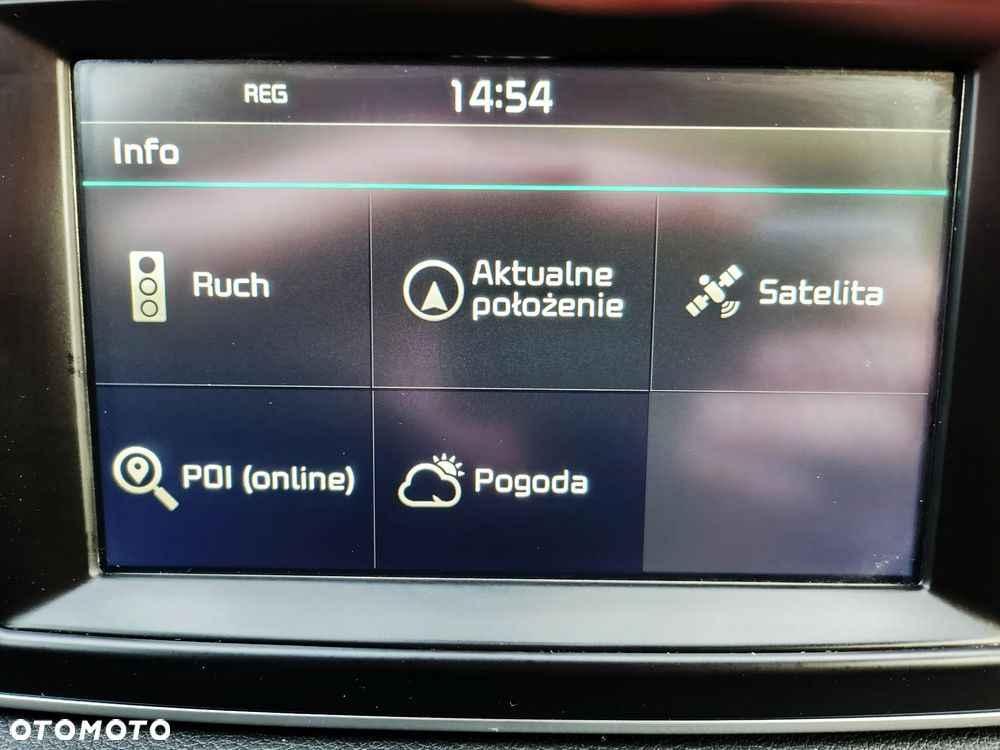 REG
14:54
Info
Ruch
Aktualne
położenie
Satelita
POI (online)
Pogoda
OTOMOTO